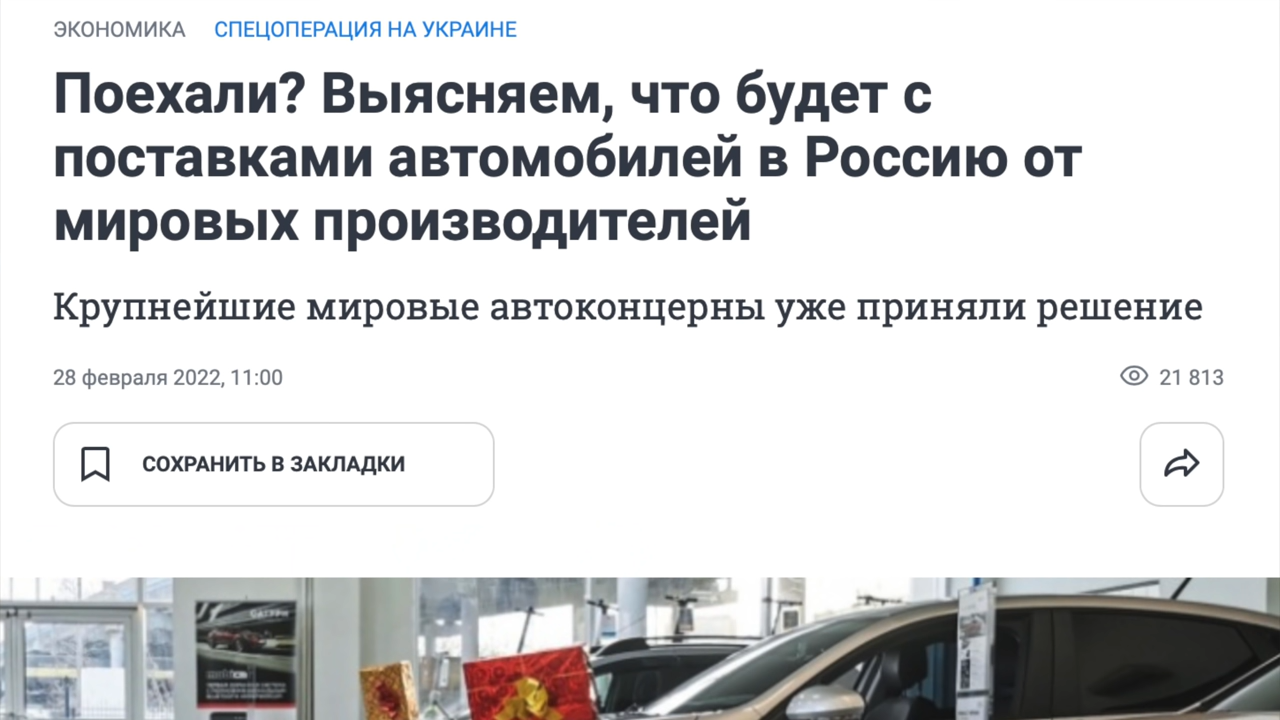 ЭКОНОМИКА СПЕЦОПЕРАЦИЯ НА УКРАИНЕ
Поехали? Выясняем, что будет с
поставками автомобилей в Россию от
мировых производителей
Крупнейшие мировые автоконцерны уже приняли решение
28 февраля 2022, 11:00 21 813
СОХРАНИТЬ В ЗАКЛАДКИ